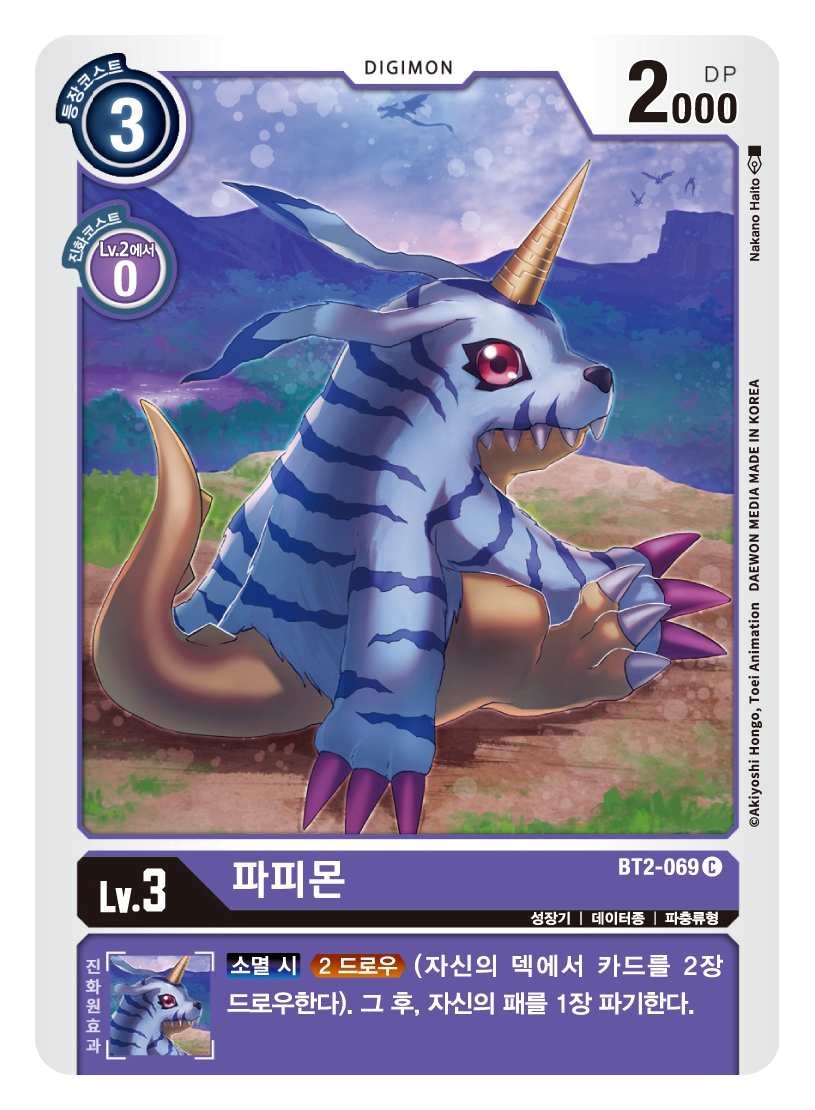 DIGIMON
등장코스트
3
2000
DP
진화코스트
Lv.2에서
0
Nakano Haito
©Akiyoshi Hongo, Toei Animation DAEWON MEDIA MADE IN KOREA
Lv.3
파피몬
BT2-069 C
성장기 | 데이터종 | 파충류형
진화원효과
소멸 시 2 드로우 (자신의 덱에서 카드를 2장
드로우한다). 그 후, 자신의 패를 1장 파기한다.